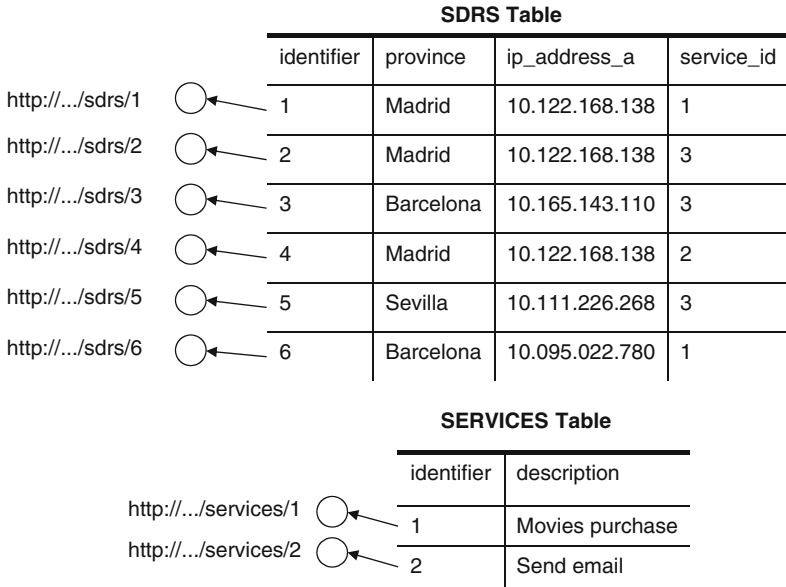 SDRS Table
identifier province ip_address_a service_id
http://.../sdrs/1 1 Madrid 10.122.168.138 1
http://.../sdrs/2 2 Madrid 10.122.168.138 3
http://.../sdrs/3 3 Barcelona 10.165.143.110 3
http://.../sdrs/4 4 Madrid 10.122.168.138 2
http://.../sdrs/5 5 Sevilla 10.111.226.268 3
http://.../sdrs/6 6 Barcelona 10.095.022.780 1
SERVICES Table
identifier description
http://.../services/1 1 Movies purchase
http://.../services/2 2 Send email